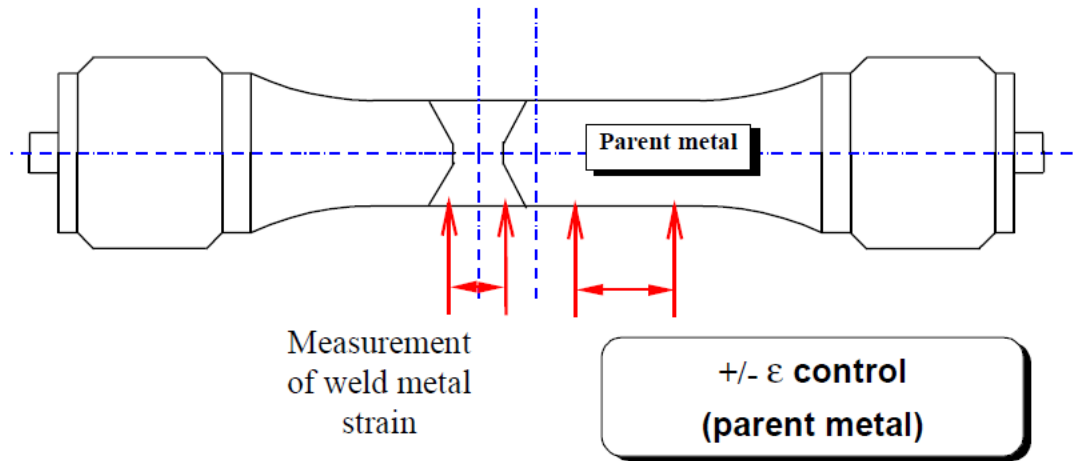 Parent metal
Measurement
of weld metal
strain
+/- ε control
(parent metal)